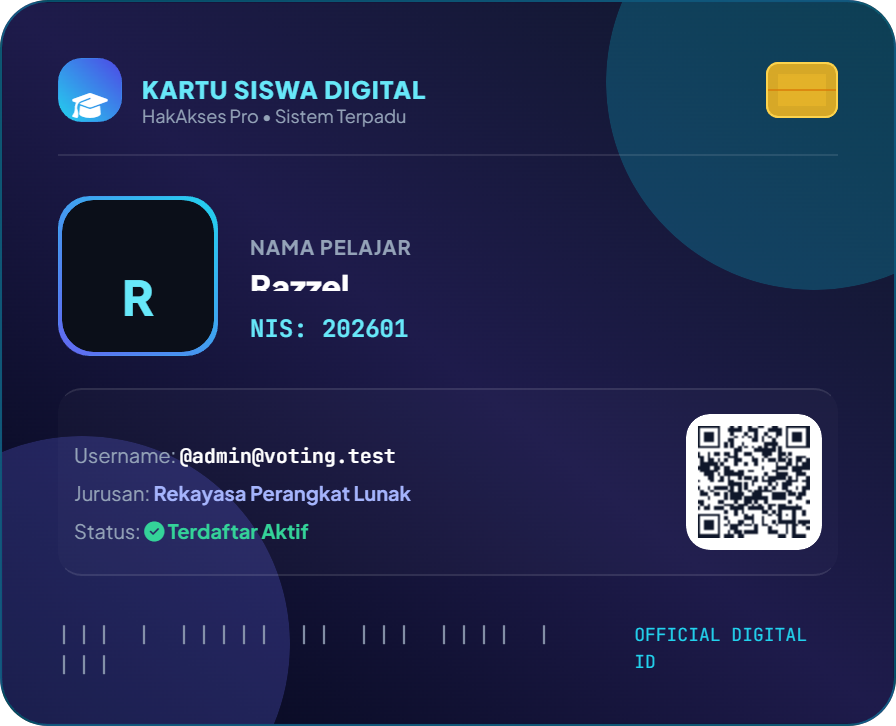 KARTU SISWA DIGITAL
HakAkses Pro • Sistem Terpadu
R
NAMA PELAJAR
Razzel
NIS: 202601
Username: @admin@voting.test
Jurusan: Rekayasa Perangkat Lunak
Status: Terdaftar Aktif
||| | ||||| || ||| |||| |
|||
OFFICIAL DIGITAL
ID